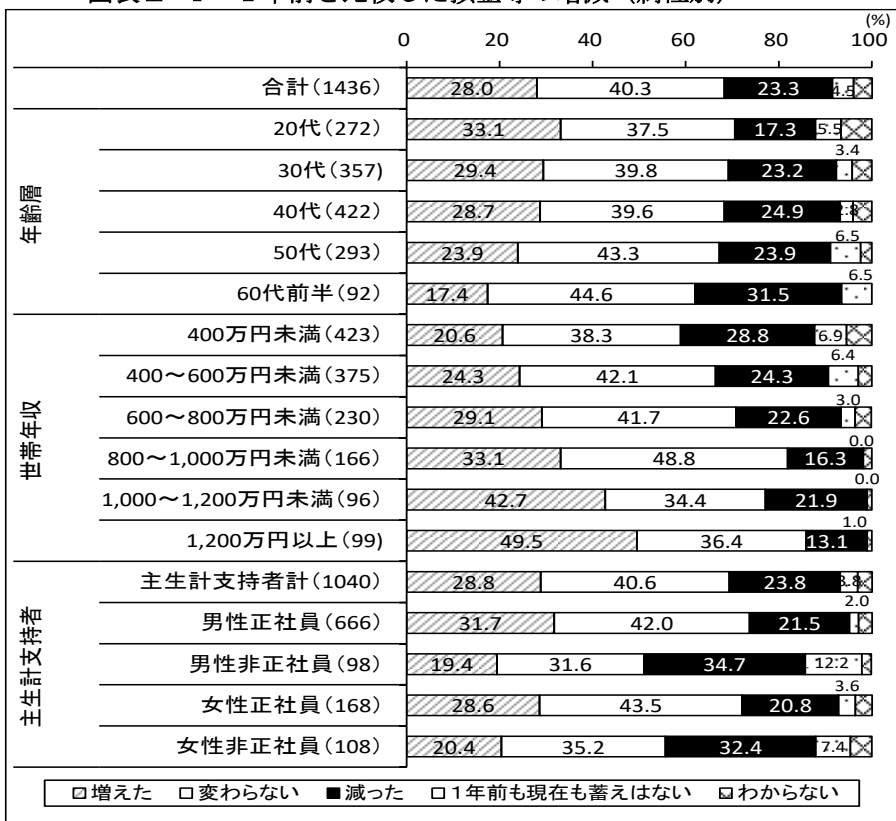 (%)
0 20 40 60 80 100
合計(1436) 28.0 40.3 23.3 4.5
年齢層
20代(272) 33.1 37.5 17.3 5.5
30代(357) 29.4 39.8 23.2 3.4
40代(422) 28.7 39.6 24.9 2.8
50代(293) 23.9 43.3 23.9 6.5
60代前半(92) 17.4 44.6 31.5 6.5
世帯年収
400万円未満(423) 20.6 38.3 28.8 6.9
400～600万円未満(375) 24.3 42.1 24.3 6.4
600～800万円未満(230) 29.1 41.7 22.6 3.0
800～1,000万円未満(166) 33.1 48.8 16.3 0.0
1,000～1,200万円未満(96) 42.7 34.4 21.9 0.0
1,200万円以上(99) 49.5 36.4 13.1 1.0
主生計支持者
主生計支持者計(1040) 28.8 40.6 23.8 3.8
男性正社員(666) 31.7 42.0 21.5 2.0
男性非正社員(98) 19.4 31.6 34.7 12.2
女性正社員(168) 28.6 43.5 20.8 3.6
女性非正社員(108) 20.4 35.2 32.4 7.4
増えた 変わらない 減った 1年前も現在も蓄えはない わからない